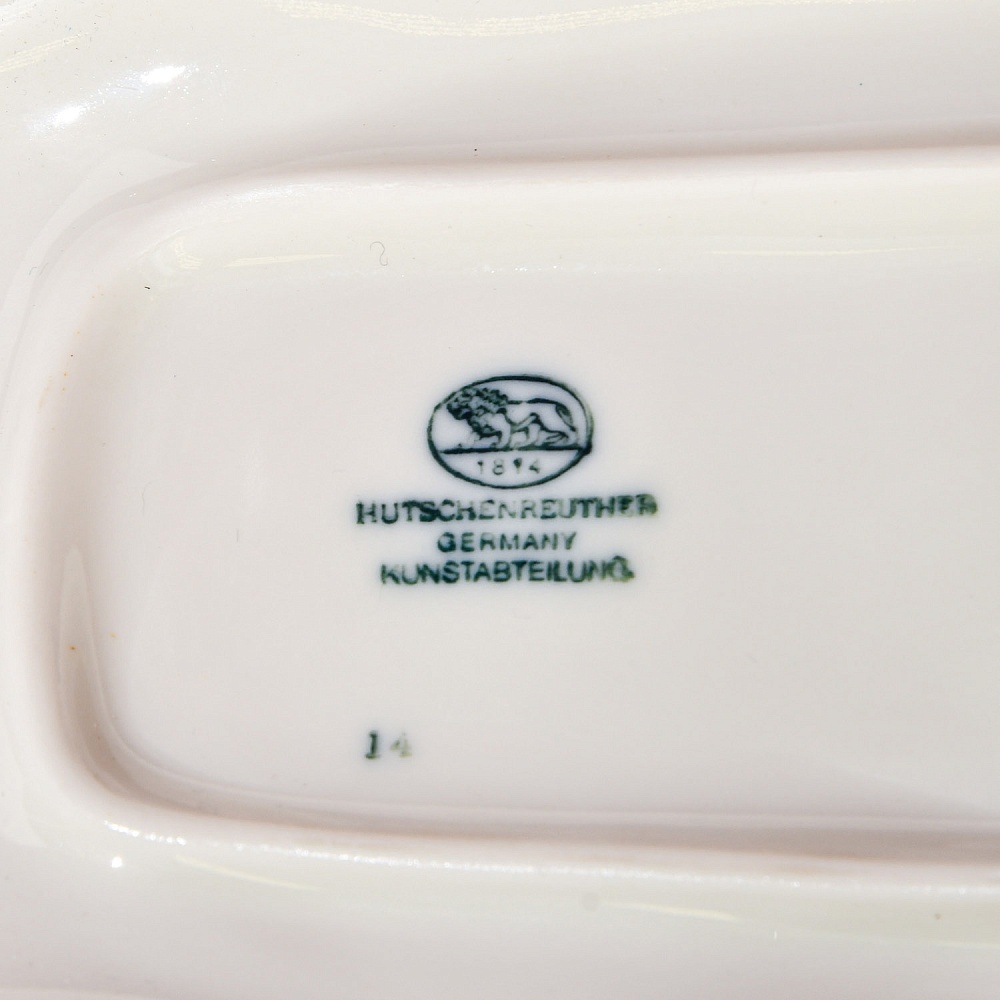 1814
HUTSCHENREUTHER
GERMANY
KUNSTABTEILUNG
14